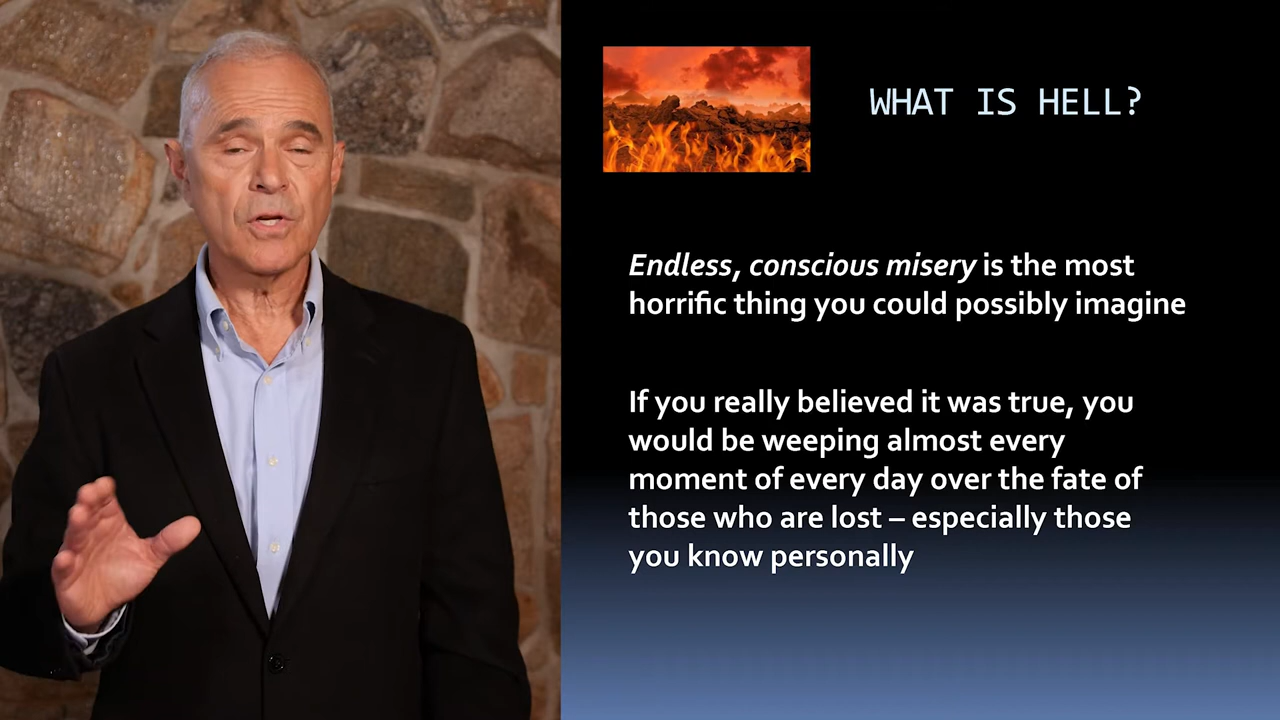 WHAT IS HELL?
Endless, conscious misery is the most
horrific thing you could possibly imagine
If you really believed it was true, you
would be weeping almost every
moment of every day over the fate of
those who are lost – especially those
you know personally